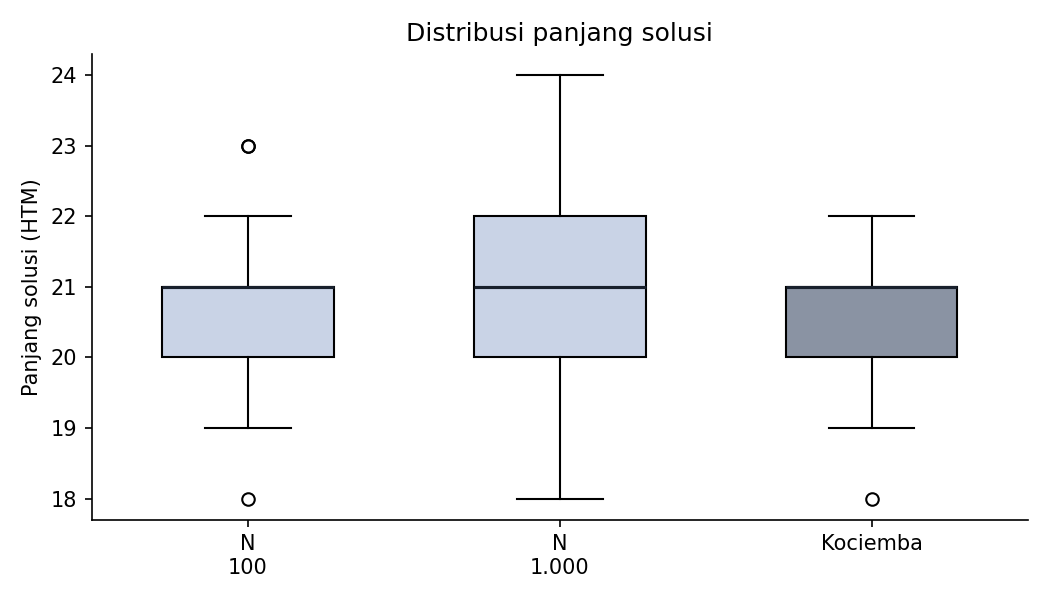 Distribusi panjang solusi
Panjang solusi (HTM)
24
23
22
21
20
19
18
N
100
N
1.000
Kociemba